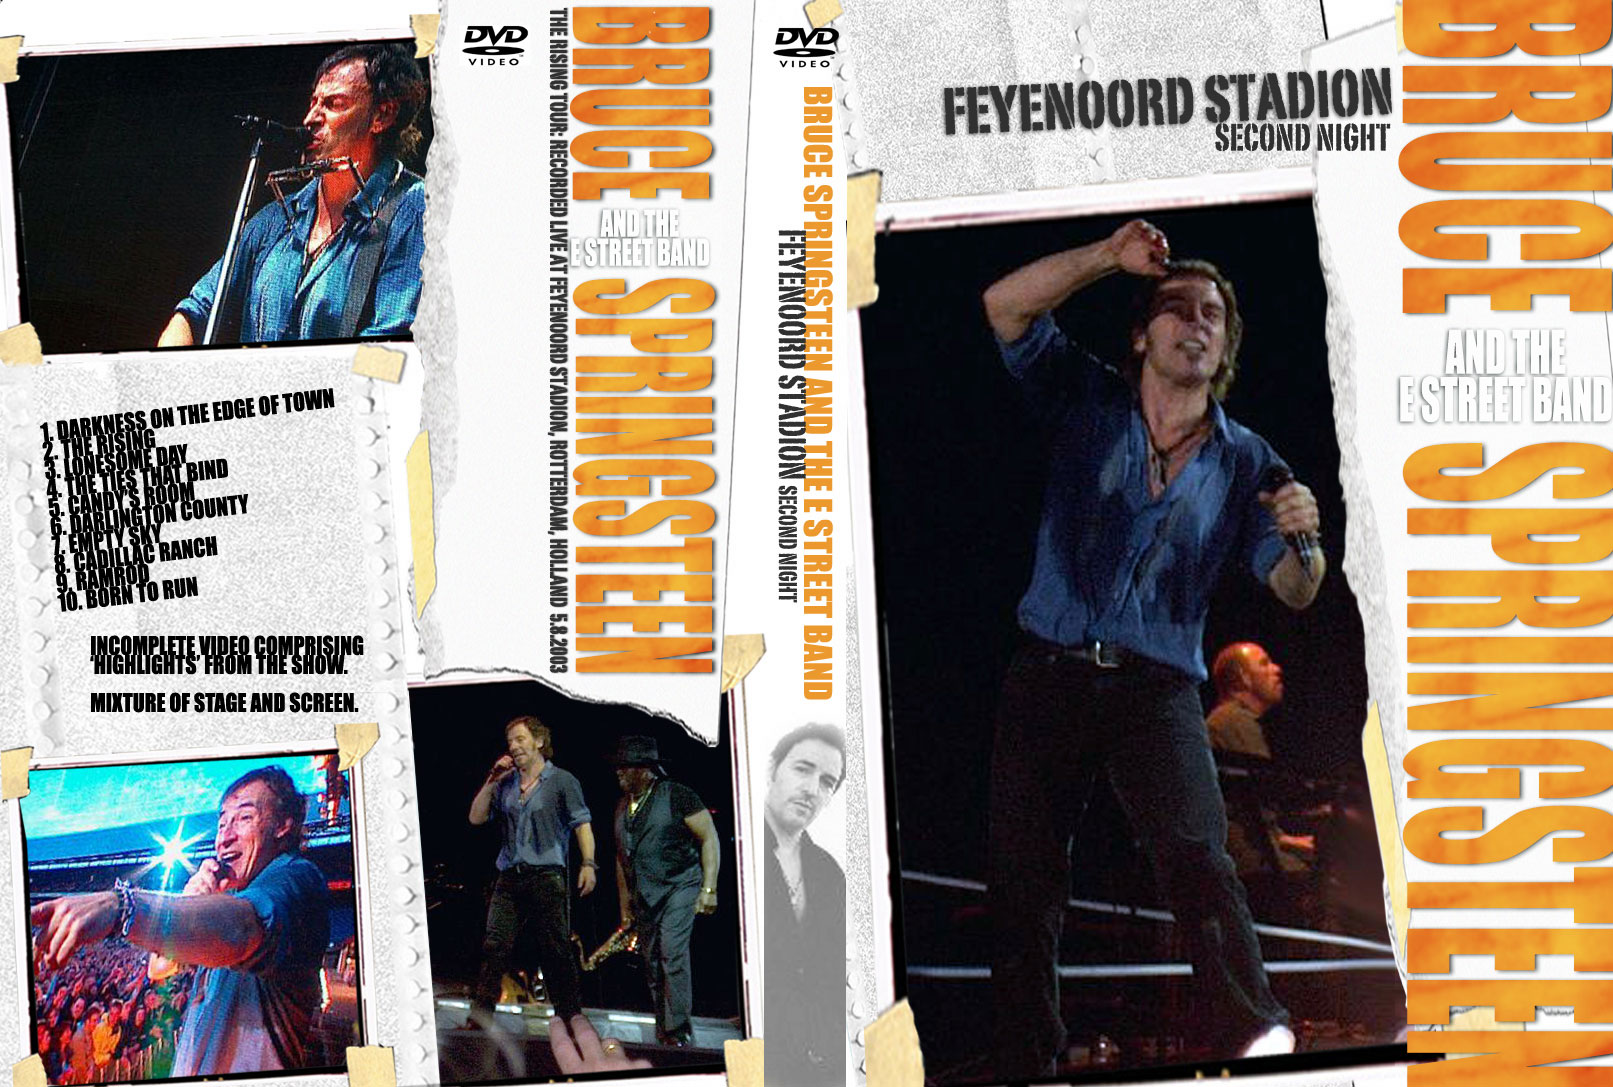 1. DARKNESS ON THE EDGE OF TOWN
2. THE RISING
3. LONESOME DAY
4. THE TIES THAT BIND
5. CANDY'S ROOM
6. DARLINGTON COUNTY
7. EMPTY SKY
8. CADILLAC RANCH
9. RAMROD
10. BORN TO RUN
INCOMPLETE VIDEO COMPRISING
'HIGHLIGHTS' FROM THE SHOW.
MIXTURE OF STAGE AND SCREEN.
DVD
VIDEO
THE RISING TOUR: RECORDED LIVE AT FEYENOORD STADION, ROTTERDAM, HOLLAND 5.8.2003
BRUCE
AND THE
E STREET BAND
SPRINGSTEEN
DVD
VIDEO
BRUCE SPRINGSTEEN AND THE E STREET BAND
FEYENOORD STADION SECOND NIGHT
FEYENOORD STADION
SECOND NIGHT
BRUCE
AND THE
E STREET BAND
SPRINGSTEEN